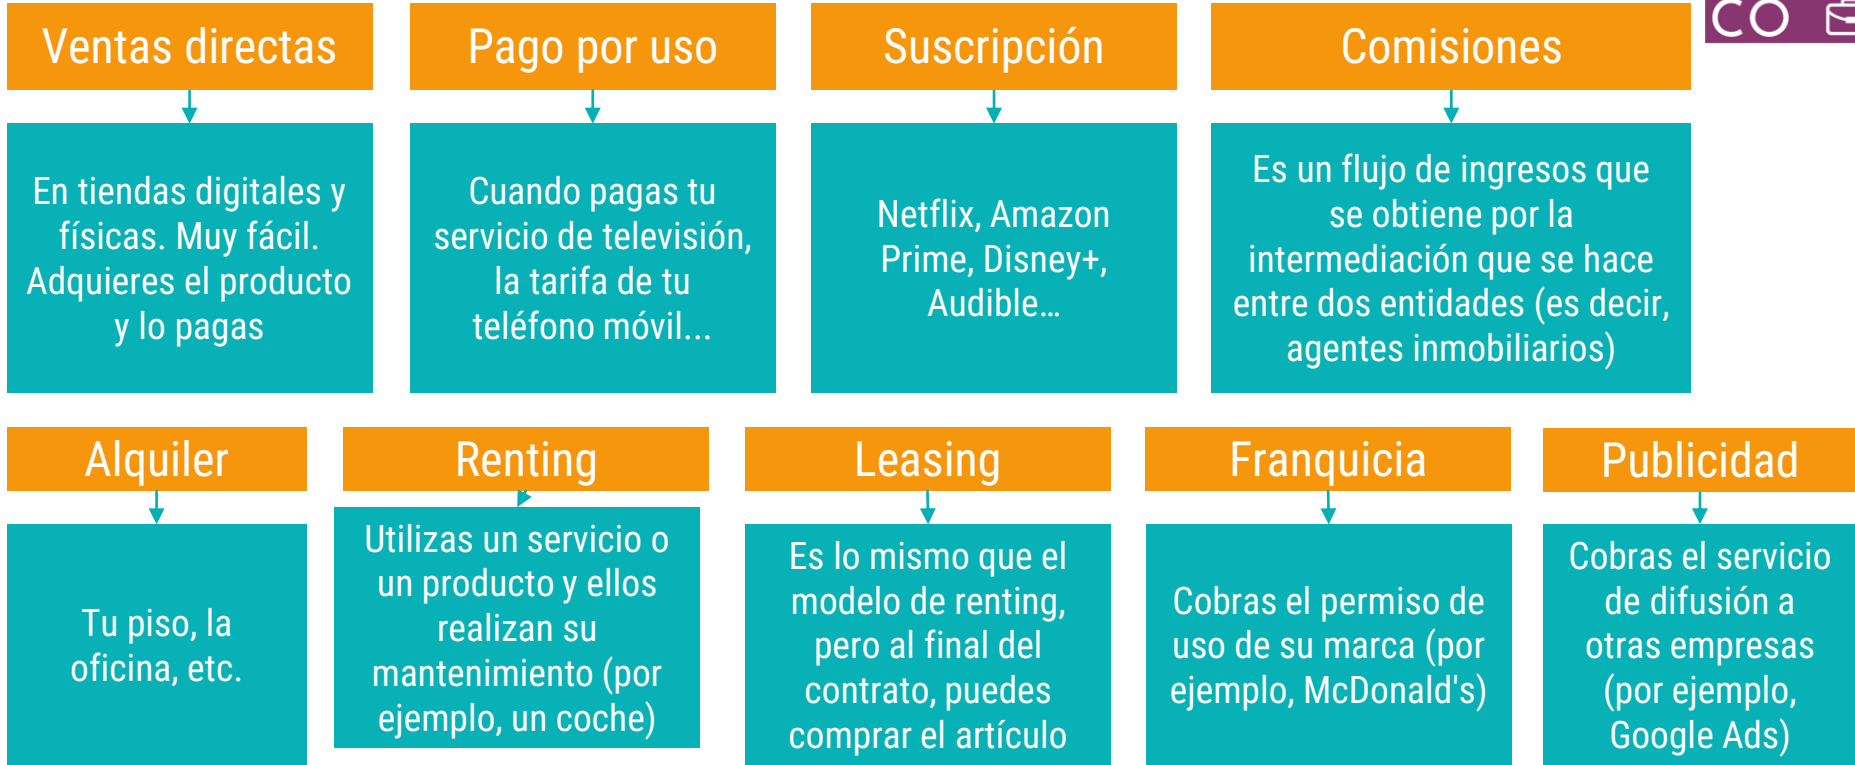 Ventas directas
En tiendas digitales y
físicas. Muy fácil.
Adquieres el producto
y lo pagas
Pago por uso
Cuando pagas tu
servicio de televisión,
la tarifa de tu
teléfono móvil...
Suscripción
Netflix, Amazon
Prime, Disney+,
Audible...
Comisiones
Es un flujo de ingresos que
se obtiene por la
intermediación que se hace
entre dos entidades (es decir,
agentes inmobiliarios)
CO
Alquiler
Tu piso, la
oficina, etc.
Renting
Utilizas un servicio o
un producto y ellos
realizan su
mantenimiento (por
ejemplo, un coche)
Leasing
Es lo mismo que el
modelo de renting,
pero al final del
contrato, puedes
comprar el artículo
Franquicia
Cobras el permiso de
uso de su marca (por
ejemplo, McDonald's)
Publicidad
Cobras el servicio
de difusión a
otras empresas
(por ejemplo,
Google Ads)